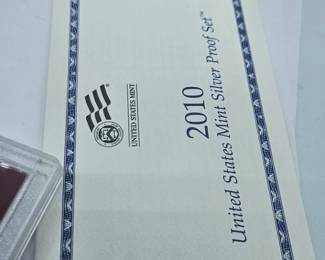 UNITED STATES MINT
2010
United States Mint Silver Proof Set™